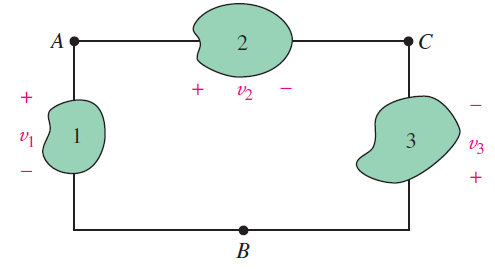 A 2 C
+ v₂ −
+ −
v₁ 1 3 v₃
− +
B